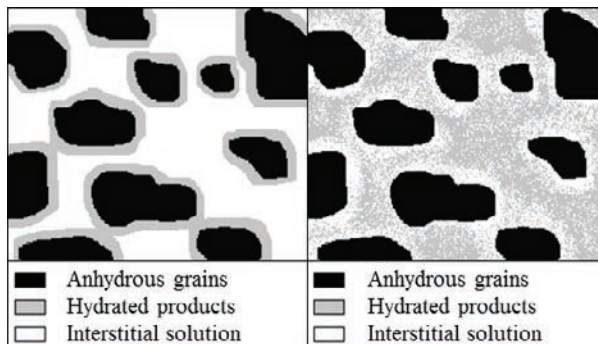 Anhydrous grains
Hydrated products
Interstitial solution
Anhydrous grains
Hydrated products
Interstitial solution